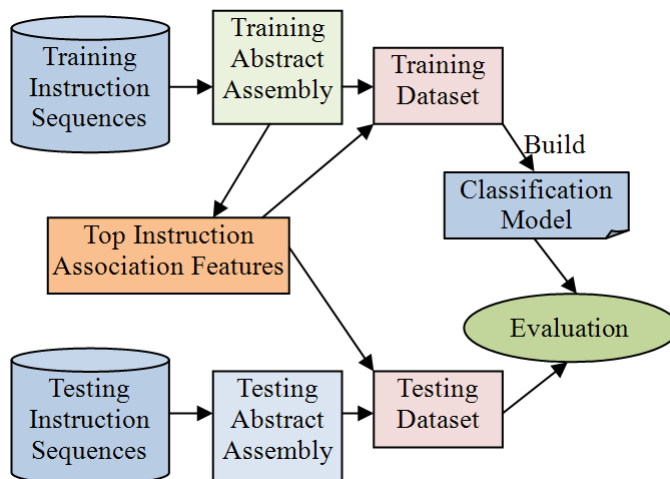 Training
Instruction
Sequences
Training
Abstract
Assembly
Training
Dataset
Build
Classification
Model
Top Instruction
Association Features
Evaluation
Testing
Instruction
Sequences
Testing
Abstract
Assembly
Testing
Dataset